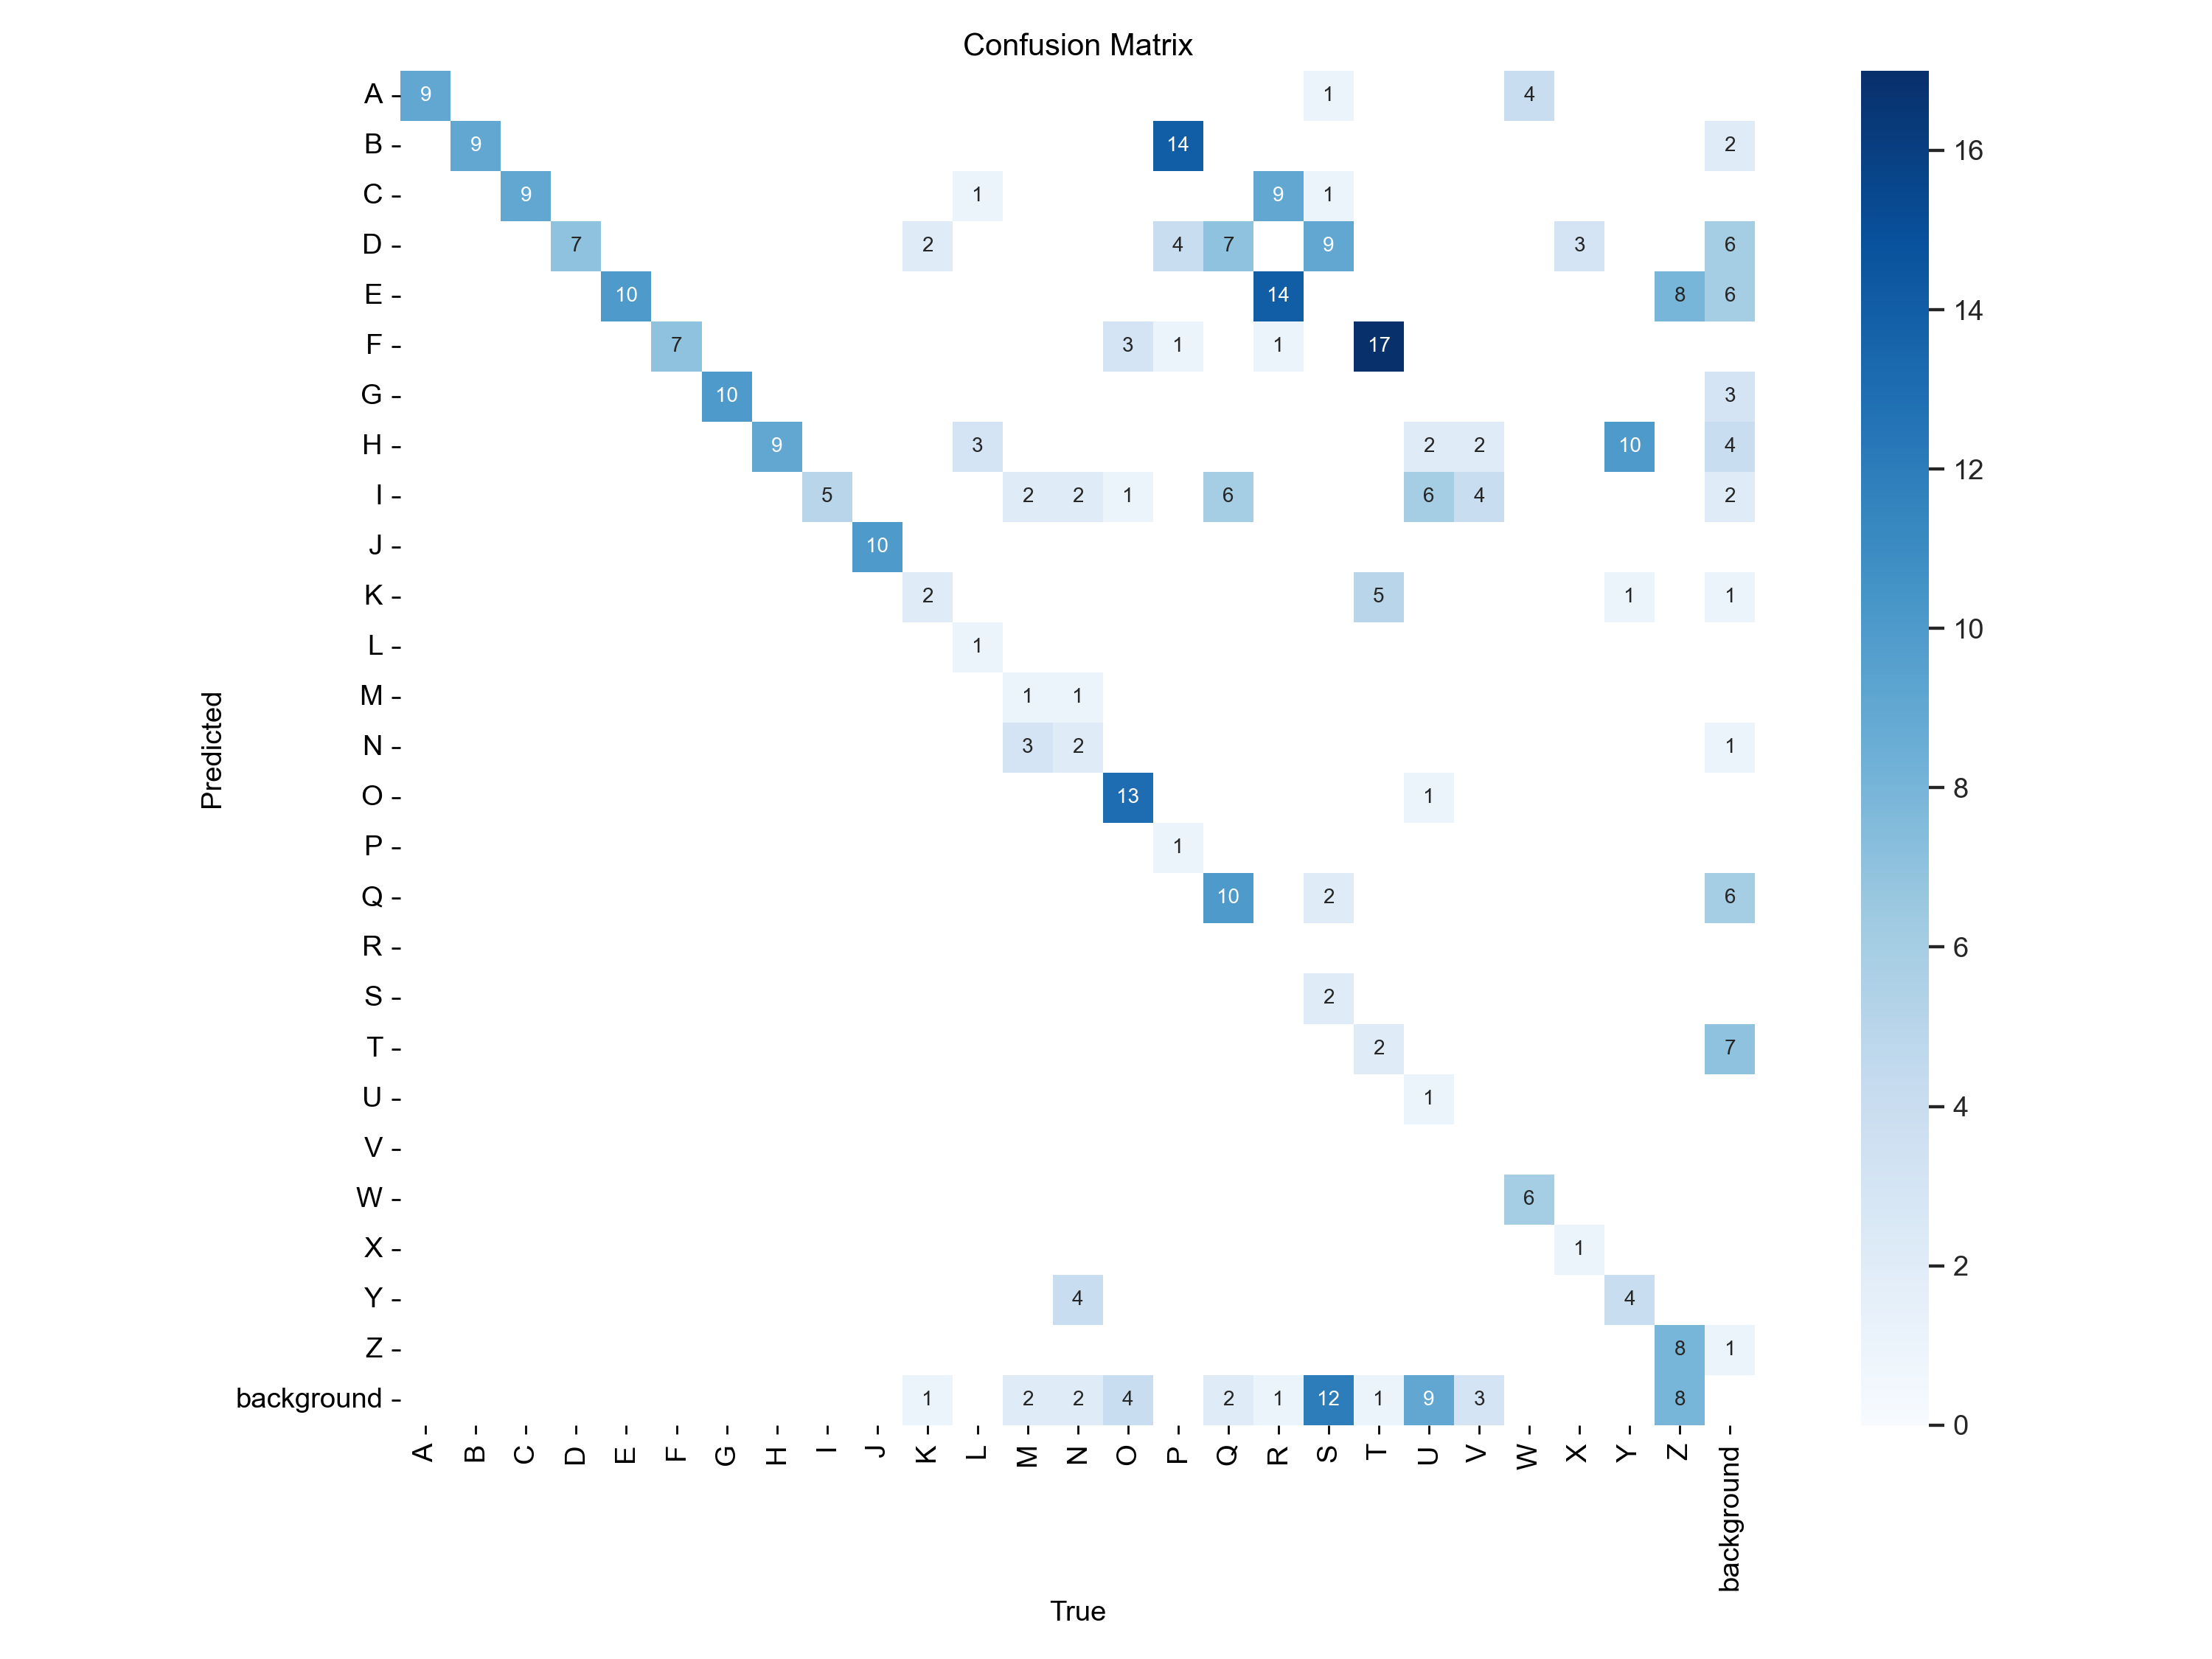 Confusion Matrix
A 9 1 4
B 9 14 2 16
C 9 1 9 1
D 7 2 4 7 9 3 6
E 10 14 8 6 14
F 7 3 1 1 17
G 10 3
H 9 3 2 2 10 4 12
I 5 2 2 1 6 6 4 2
J 10
K 2 5 1 1 10
L 1
M 1 1
N 3 2 1
O 13 1 8
P 1
Q 10 2 6
R 6
S 2
T 2 7
U 1 4
V
W 6
X 1 2
Y 4 4
Z 8 1
background 1 2 2 4 2 1 12 1 9 3 8 0
A B C D E F G H I J K L M N O P Q R S T U V W X Y Z background
Predicted
True